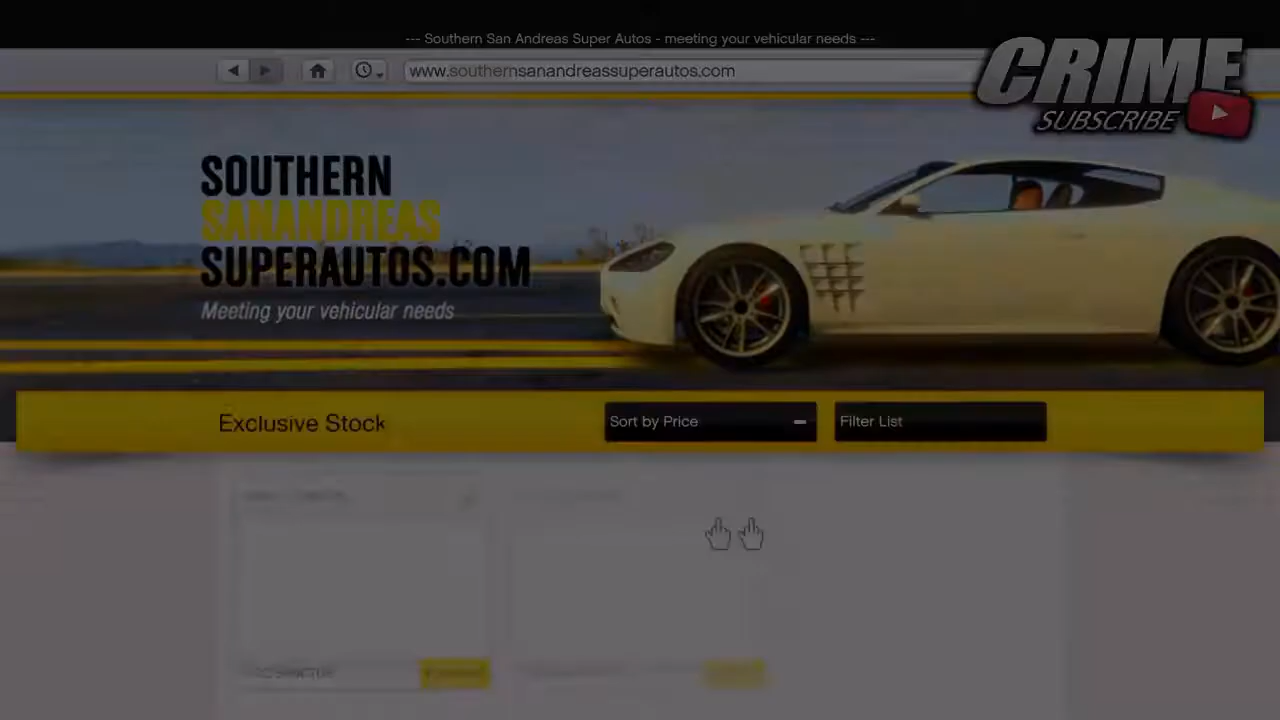 --- Southern San Andreas Super Autos - meeting your vehicular needs ---
www.southernsanandreassuperautos.com
CRIME
SUBSCRIBE
SOUTHERN
SANANDREAS
SUPERAUTOS.COM
Meeting your vehicular needs
Exclusive Stock
Sort by Price
Filter List